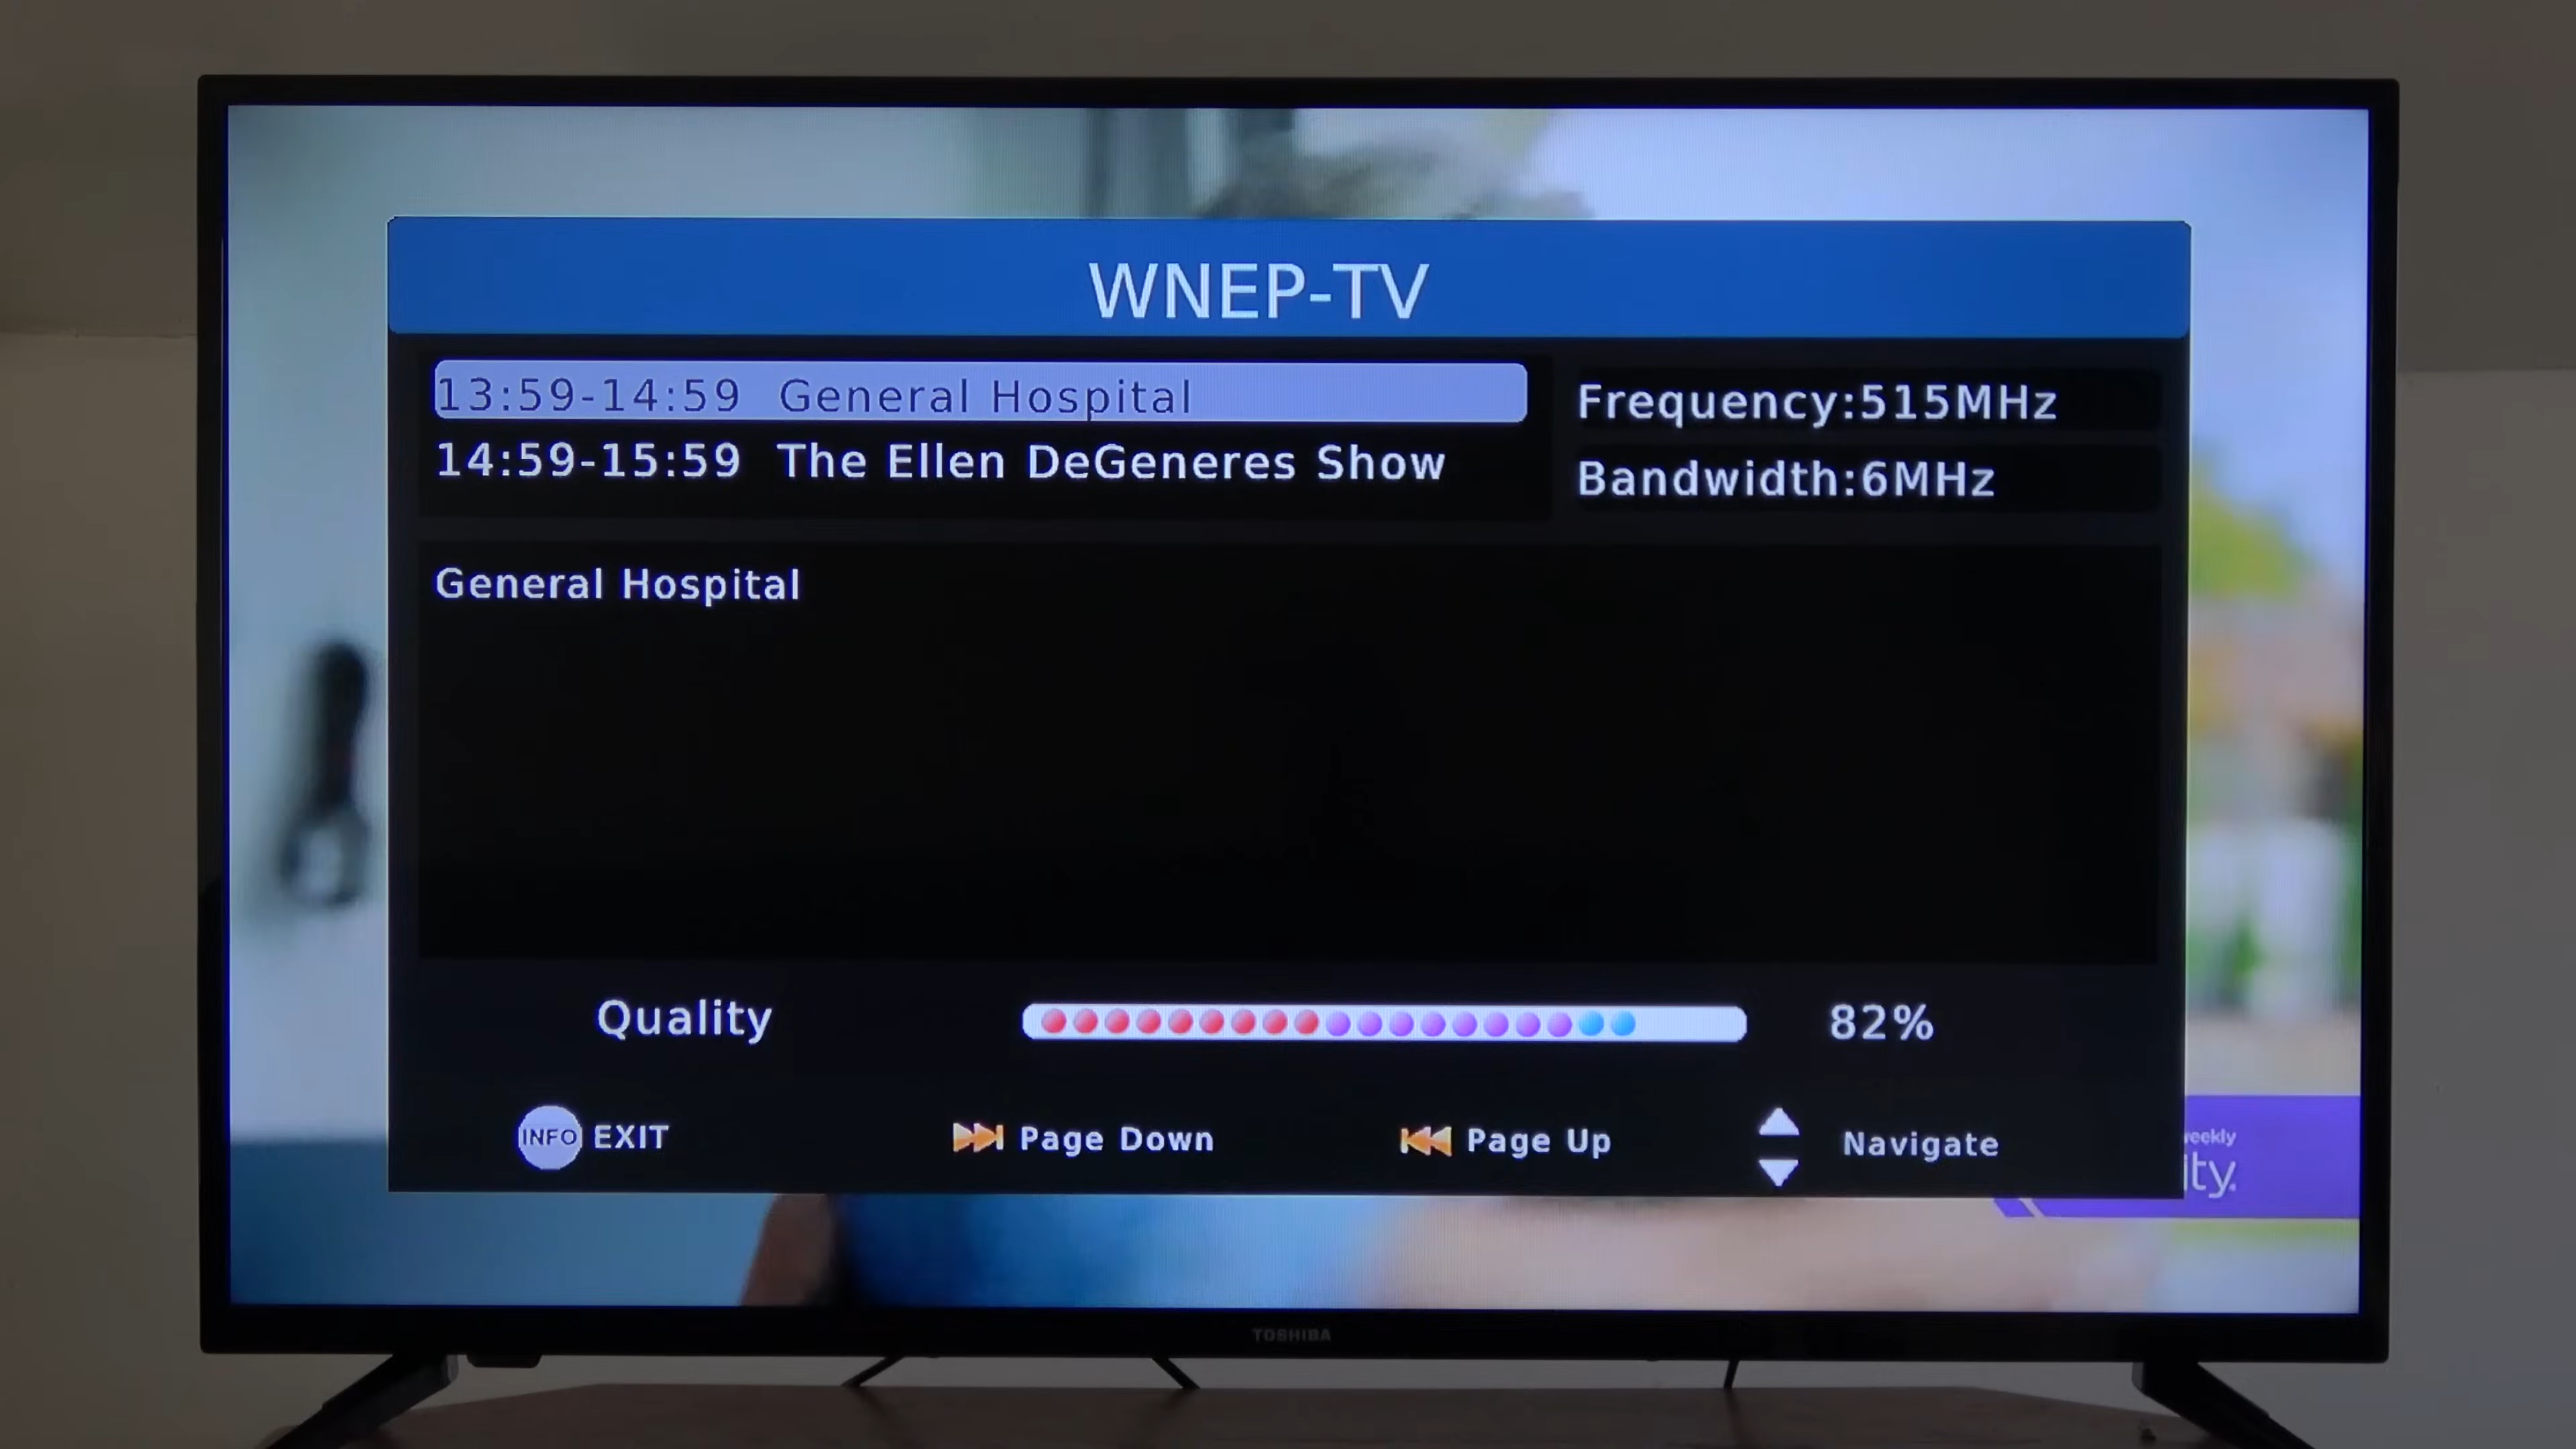 WNEP-TV
13:59-14:59 General Hospital
14:59-15:59 The Ellen DeGeneres Show
Frequency:515MHz
Bandwidth:6MHz
General Hospital
Quality
82%
INFO EXIT
Page Down
Page Up
Navigate
TOSHIBA